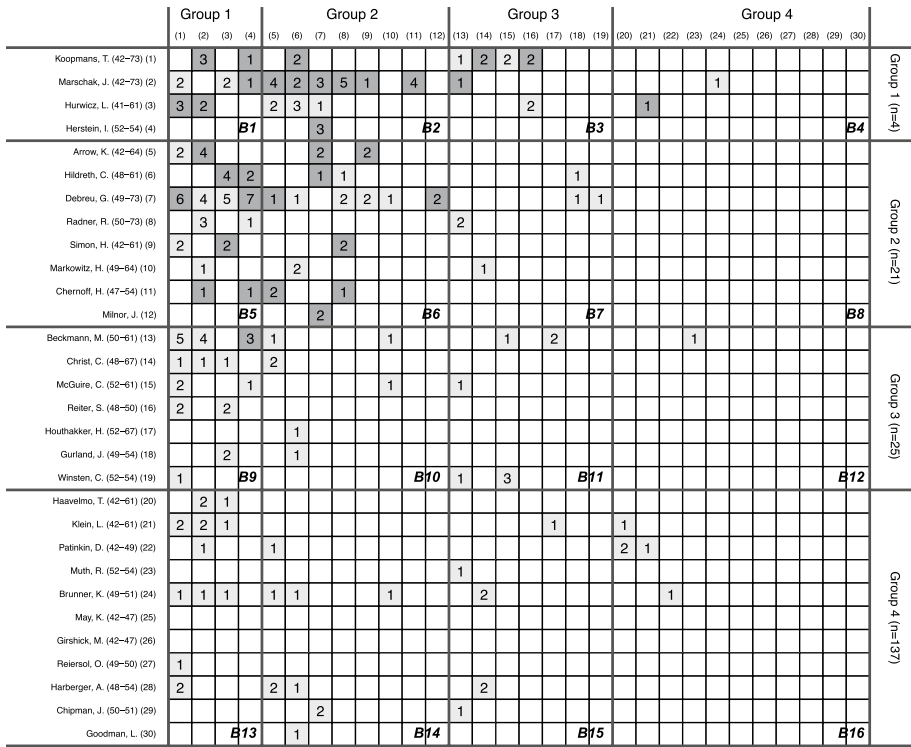 Group 1 Group 2 Group 3 Group 4
(1) (2) (3) (4) (5) (6) (7) (8) (9) (10) (11) (12) (13) (14) (15) (16) (17) (18) (19) (20) (21) (22) (23) (24) (25) (26) (27) (28) (29) (30)
Koopmans, T. (42−73) (1) 3 1 2 1 2 2 2
Marschak, J. (42−73) (2) 2 2 1 4 2 3 5 1 4 1 1
Hurwicz, L. (41−61) (3) 3 2 2 3 1 2 1
Herstein, I. (52−54) (4) B1 3 B2 B3 B4
Group 1 (n=4)
Arrow, K. (42−64) (5) 2 4 2 2
Hildreth, C. (48−61) (6) 4 2 1 1 1
Debreu, G. (49−73) (7) 6 4 5 7 1 1 2 2 1 2 1 1
Radner, R. (50−73) (8) 3 1 2
Simon, H. (42−61) (9) 2 2 2
Markowitz, H. (49−64) (10) 1 2 1
Chernoff, H. (47−54) (11) 1 1 2 1
Milnor, J. (12) B5 2 B6 B7 B8
Group 2 (n=21)
Beckmann, M. (50−61) (13) 5 4 3 1 1 1 2 1
Christ, C. (48−67) (14) 1 1 1 2
McGuire, C. (52−61) (15) 2 1 1 1
Reiter, S. (48−50) (16) 2 2
Houthakker, H. (52−67) (17) 1
Gurland, J. (49−54) (18) 2 1
Winsten, C. (52−54) (19) 1 B9 B10 1 3 B11 B12
Group 3 (n=25)
Haavelmo, T. (42−61) (20) 2 1
Klein, L. (42−61) (21) 2 2 1 1 1
Patinkin, D. (42−49) (22) 1 1 2 1
Muth, R. (52−54) (23) 1
Brunner, K. (49−51) (24) 1 1 1 1 1 1 2 1
May, K. (42−47) (25)
Girshick, M. (42−47) (26)
Reiersol, O. (49−50) (27) 1
Harberger, A. (48−54) (28) 2 2 1 2
Chipman, J. (50−51) (29) 2 1
Goodman, L. (30) B13 1 B14 B15 B16
Group 4 (n=137)